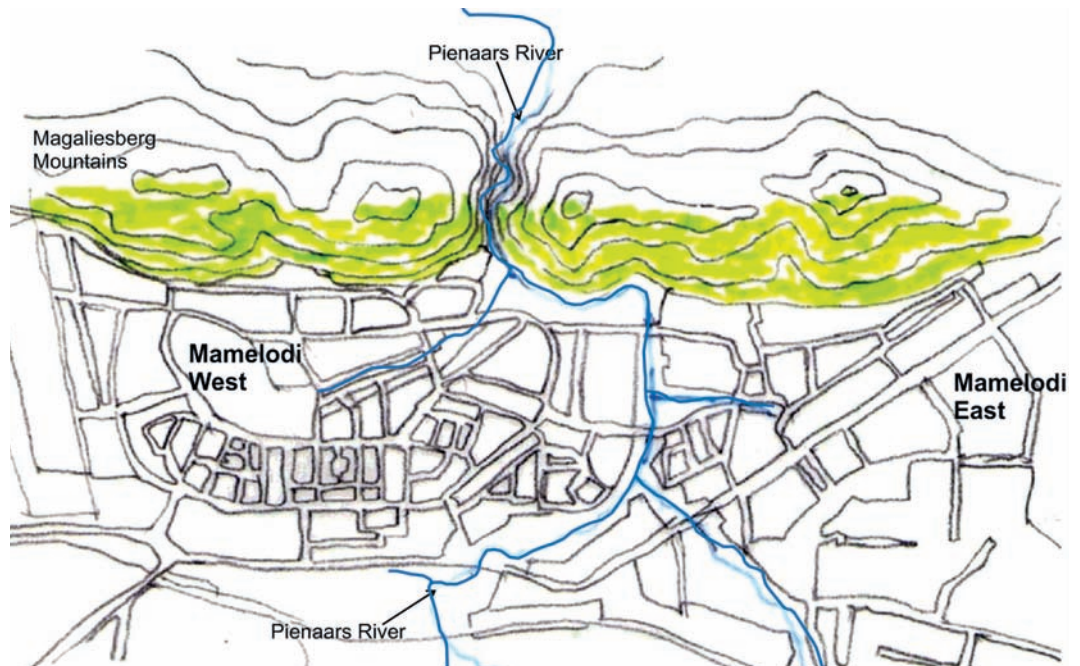 Pienaars River
Magaliesberg
Mountains
Mamelodi
West
Mamelodi
East
Pienaars River